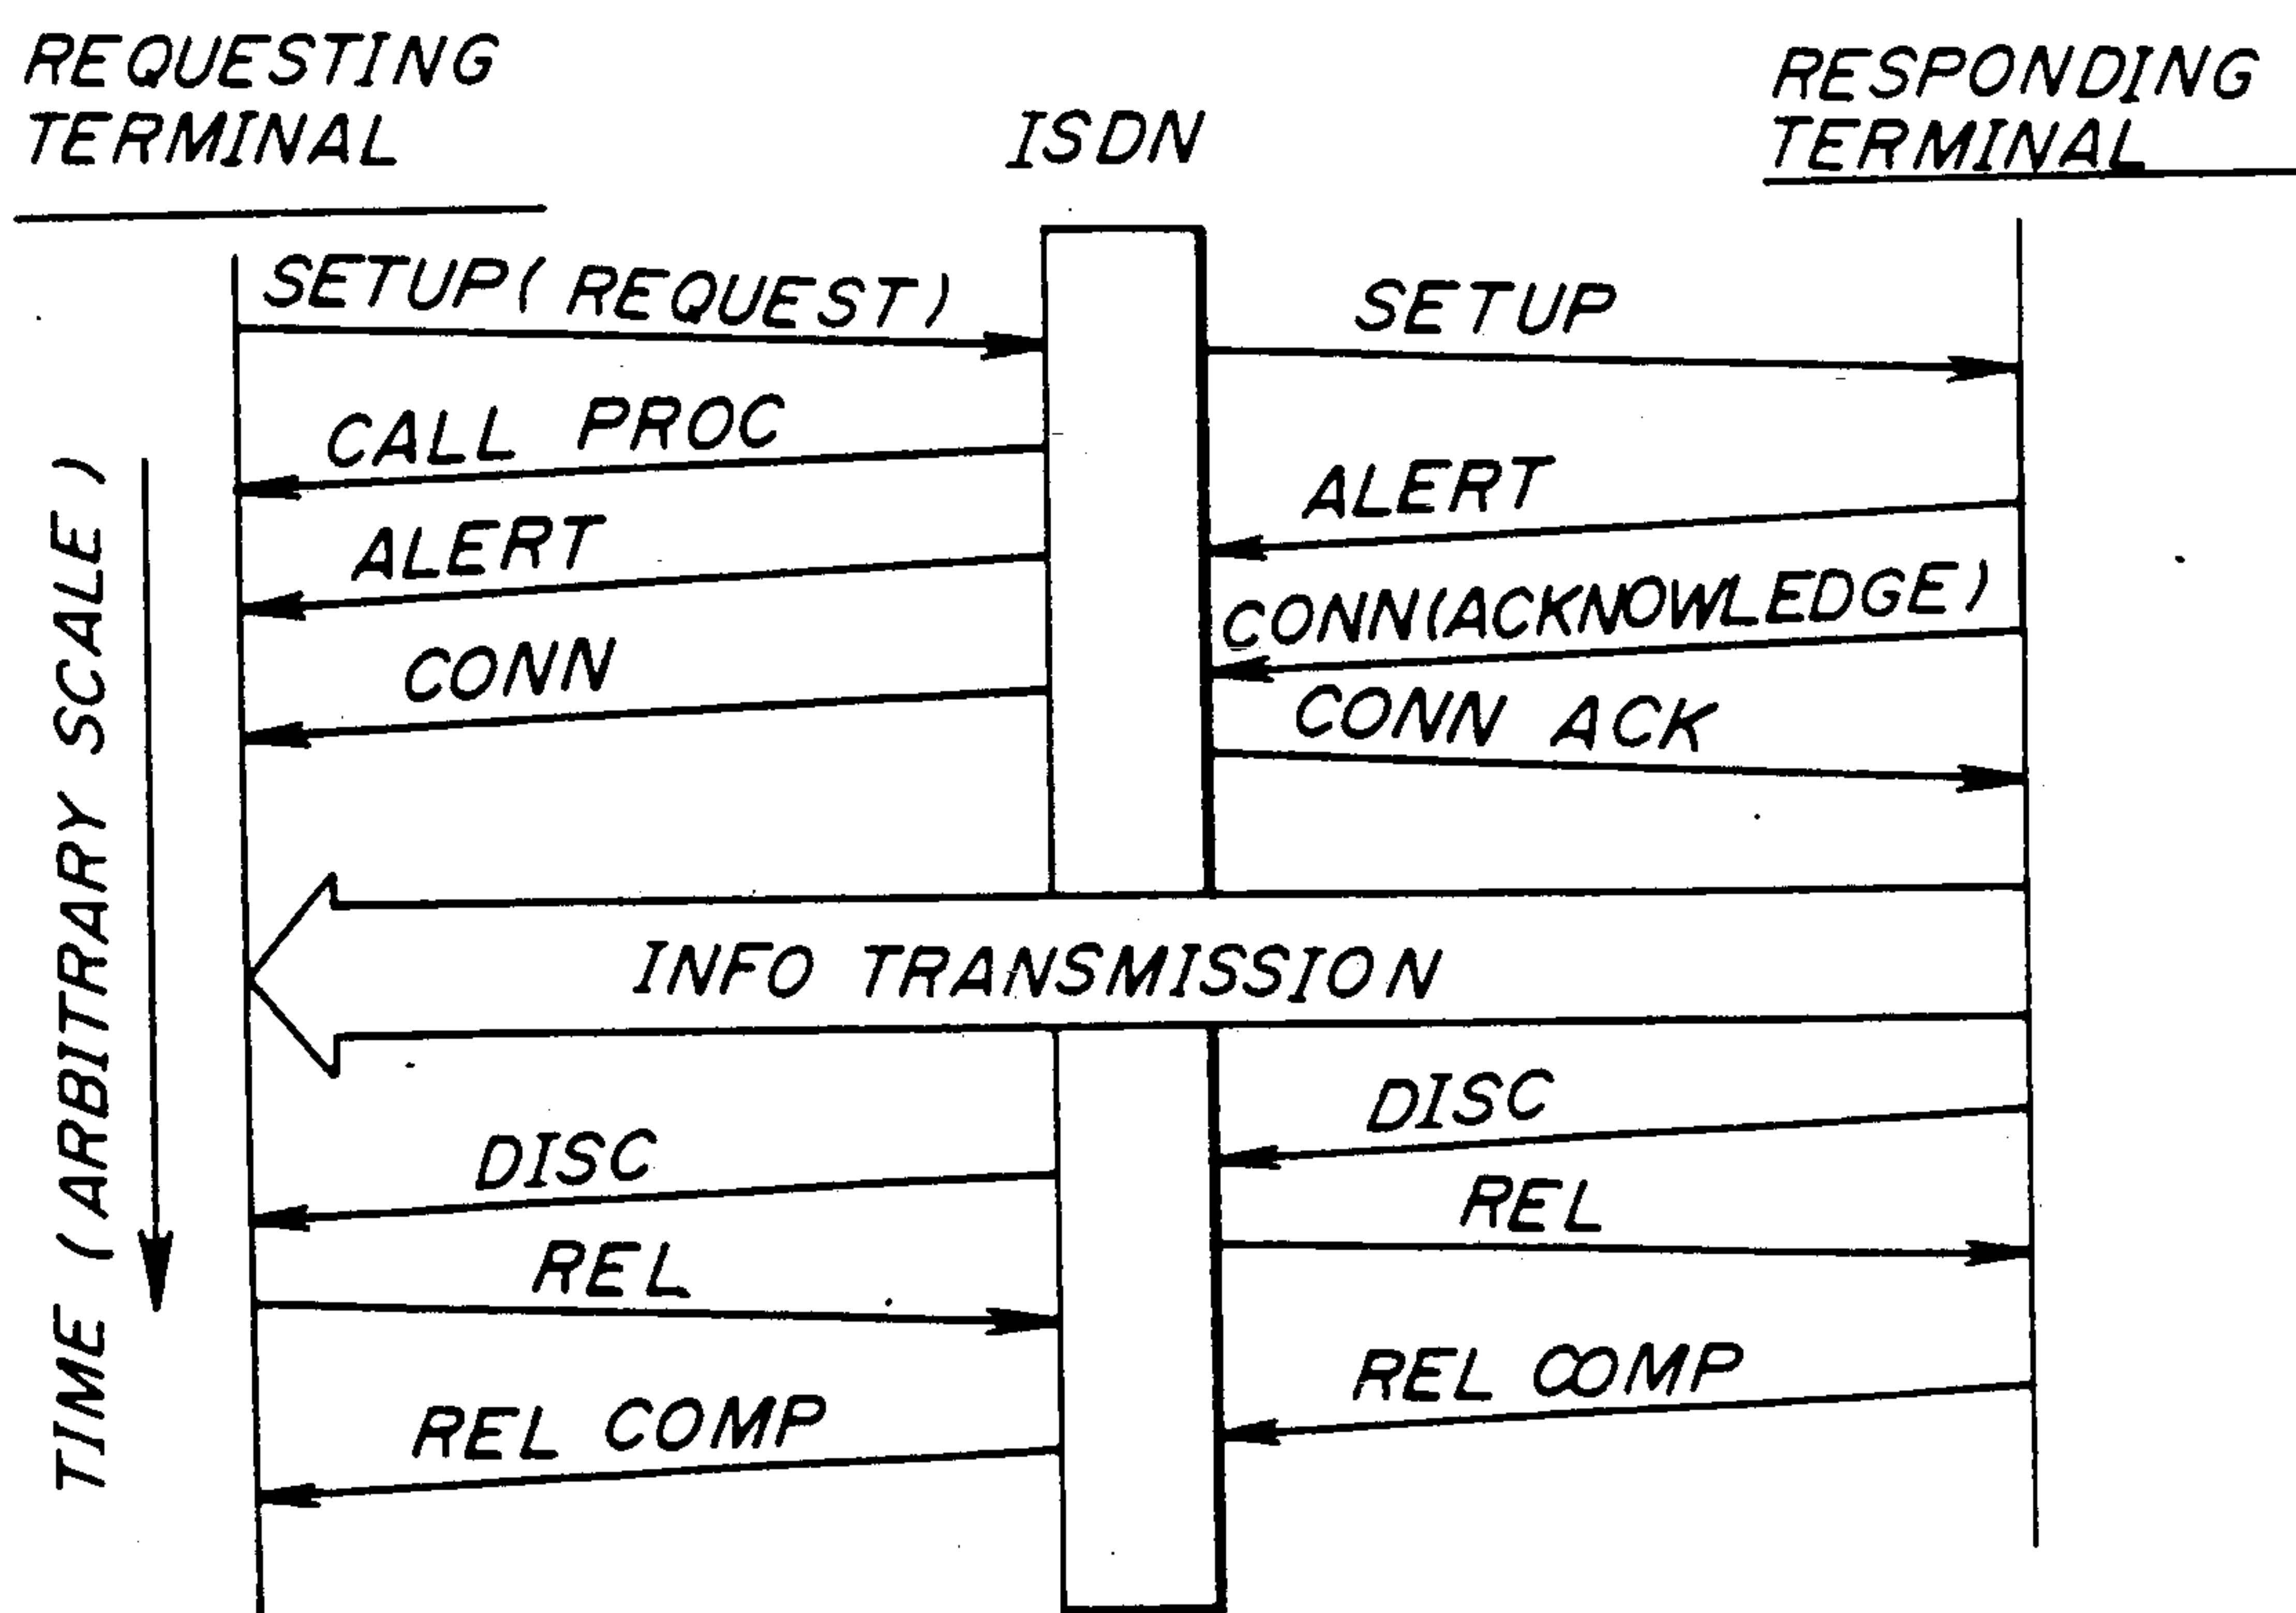 REQUESTING
TERMINAL
ISDN
RESPONDING
TERMINAL
SETUP( REQUEST)
SETUP
CALL PROC
ALERT
ALERT
CONN(ACKNOWLEDGE)
CONN
CONN ACK
INFO TRANSMISSION
DISC
DISC
REL
REL
REL COMP
REL COMP
TIME (ARBITRARY SCALE)